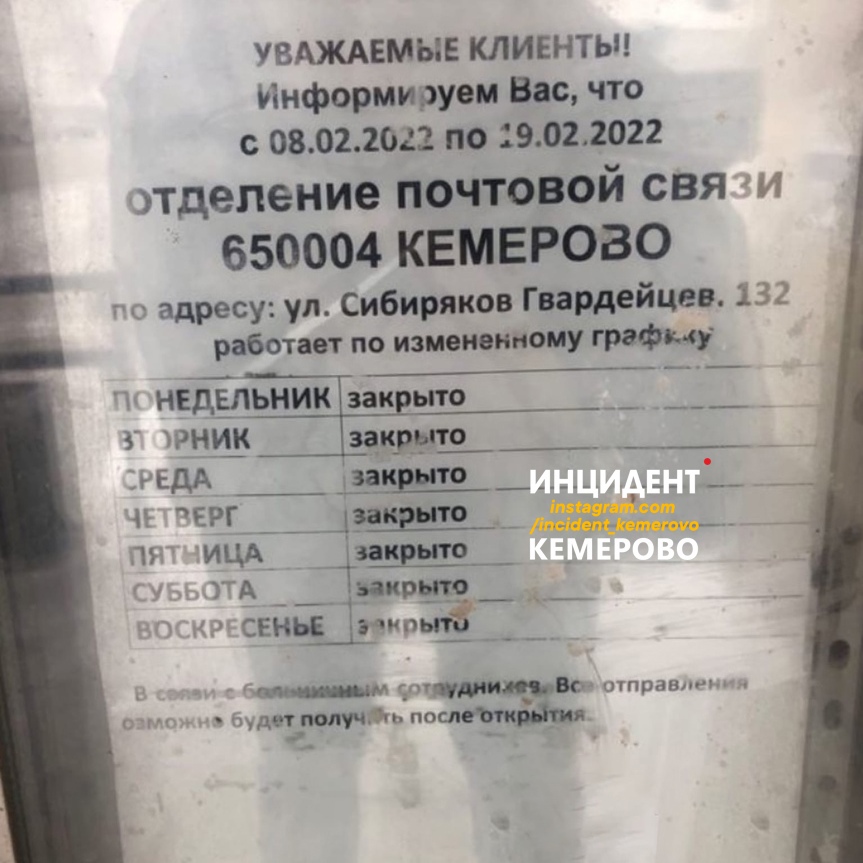 УВАЖАЕМЫЕ КЛИЕНТЫ!
Информируем Вас, что
с 08.02.2022 по 19.02.2022
отделение почтовой связи
650004 КЕМЕРОВО
по адресу: ул. Сибиряков Гвардейцев. 132
работает по измененному графику
ПОНЕДЕЛЬНИК закрыто
ВТОРНИК закрыто
СРЕДА закрыто
ЧЕТВЕРГ закрыто
ПЯТНИЦА закрыто
СУББОТА закрыто
ВОСКРЕСЕНЬЕ закрыто
ИНЦИДЕНТ
instagram.com
/incident_kemerovo
КЕМЕРОВО
В связи с больничным сотрудников. Все отправления
озможно будет получить после открытия.